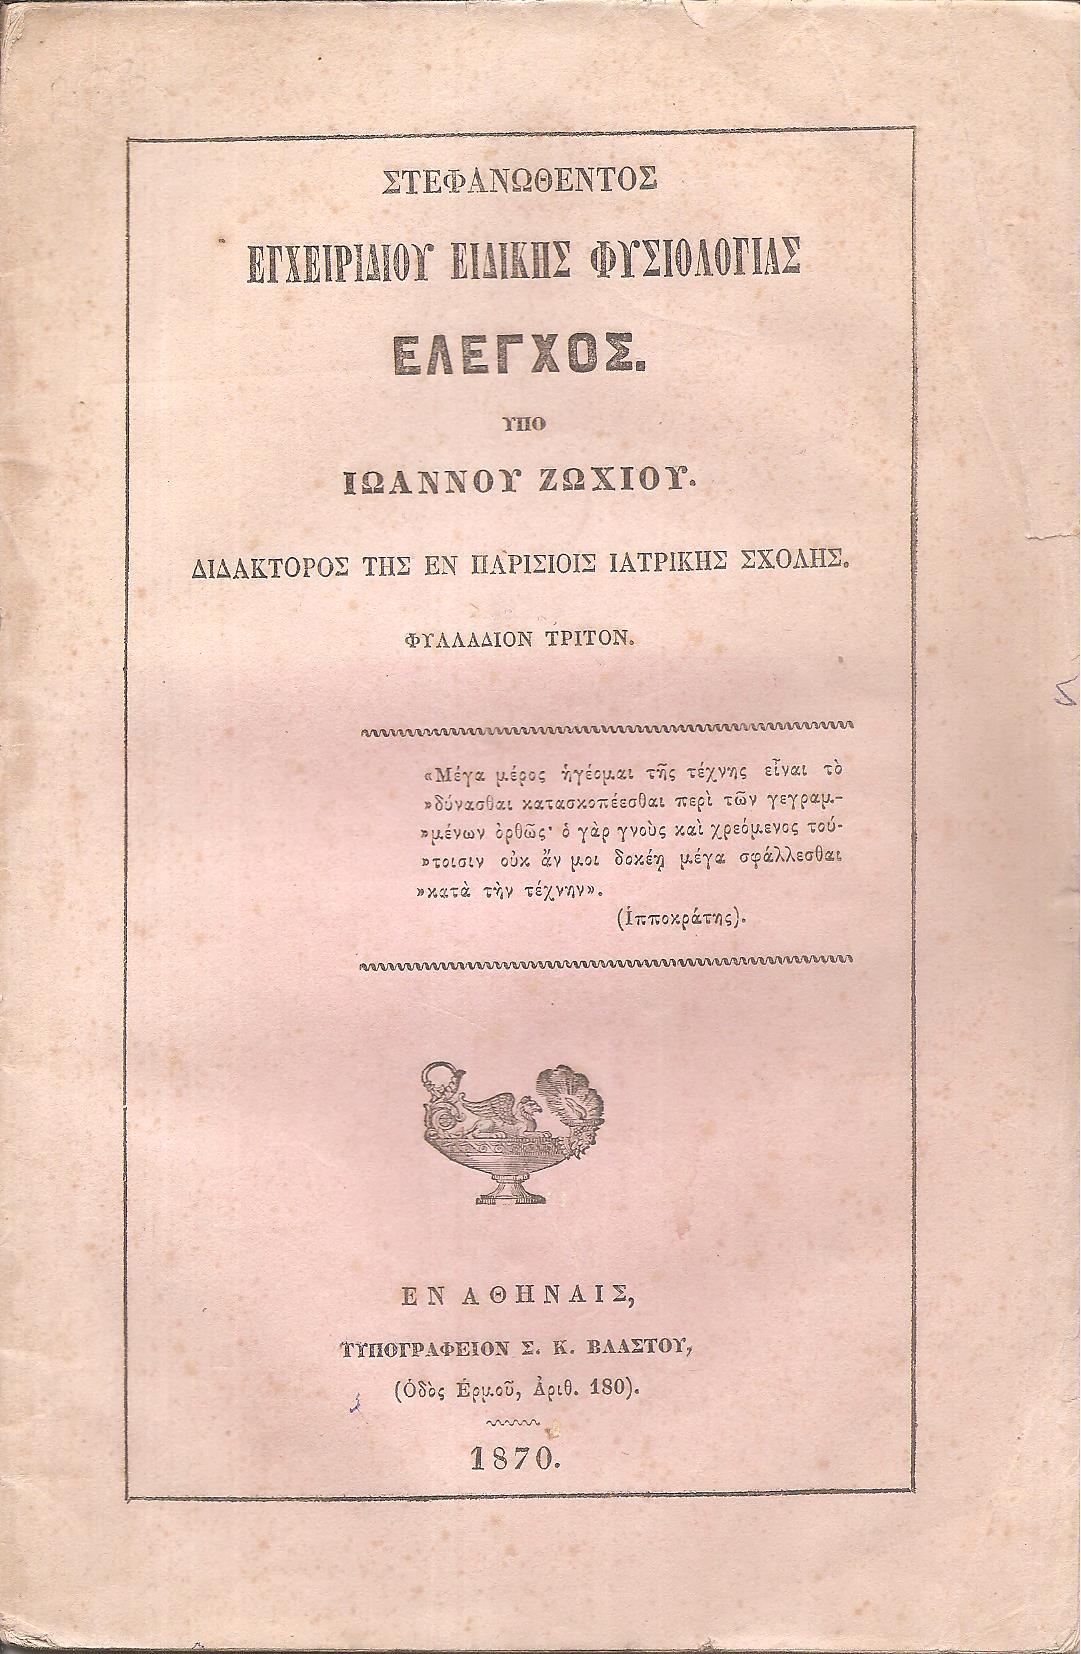 ΣΤΕΦΑΝΩΘΕΝΤΟΣ
ΕΓΧΕΙΡΙΔΙΟΥ ΕΙΔΙΚΗΣ ΦΥΣΙΟΛΟΓΙΑΣ
ΕΛΕΓΧΟΣ.
ΥΠΟ
ΙΩΑΝΝΟΥ ΖΩΧΙΟΥ.
ΔΙΔΑΚΤΟΡΟΣ ΤΗΣ ΕΝ ΠΑΡΙΣΙΟΙΣ ΙΑΤΡΙΚΗΣ ΣΧΟΛΗΣ.
ΦΥΛΛΑΔΙΟΝ ΤΡΙΤΟΝ.
«Μέγα μέρος ἡγέομαι τῆς τέχνης εἶναι τὸ
»δύνασθαι κατασκοπέεσθαι περὶ τῶν γεγραμ-
»μένων ὀρθῶς· ὁ γὰρ γνοὺς καὶ χρεόμενος τού-
»τοισιν οὐκ ἄν μοι δοκέῃ μέγα σφάλλεσθαι
»κατὰ τὴν τέχνην».
(Ἱπποκράτης).
ΕΝ ΑΘΗΝΑΙΣ,
ΤΥΠΟΓΡΑΦΕΙΟΝ Σ. Κ. ΒΛΑΣΤΟΥ,
(Ὁδὸς Ἑρμοῦ, Ἀριθ. 180).
1870.